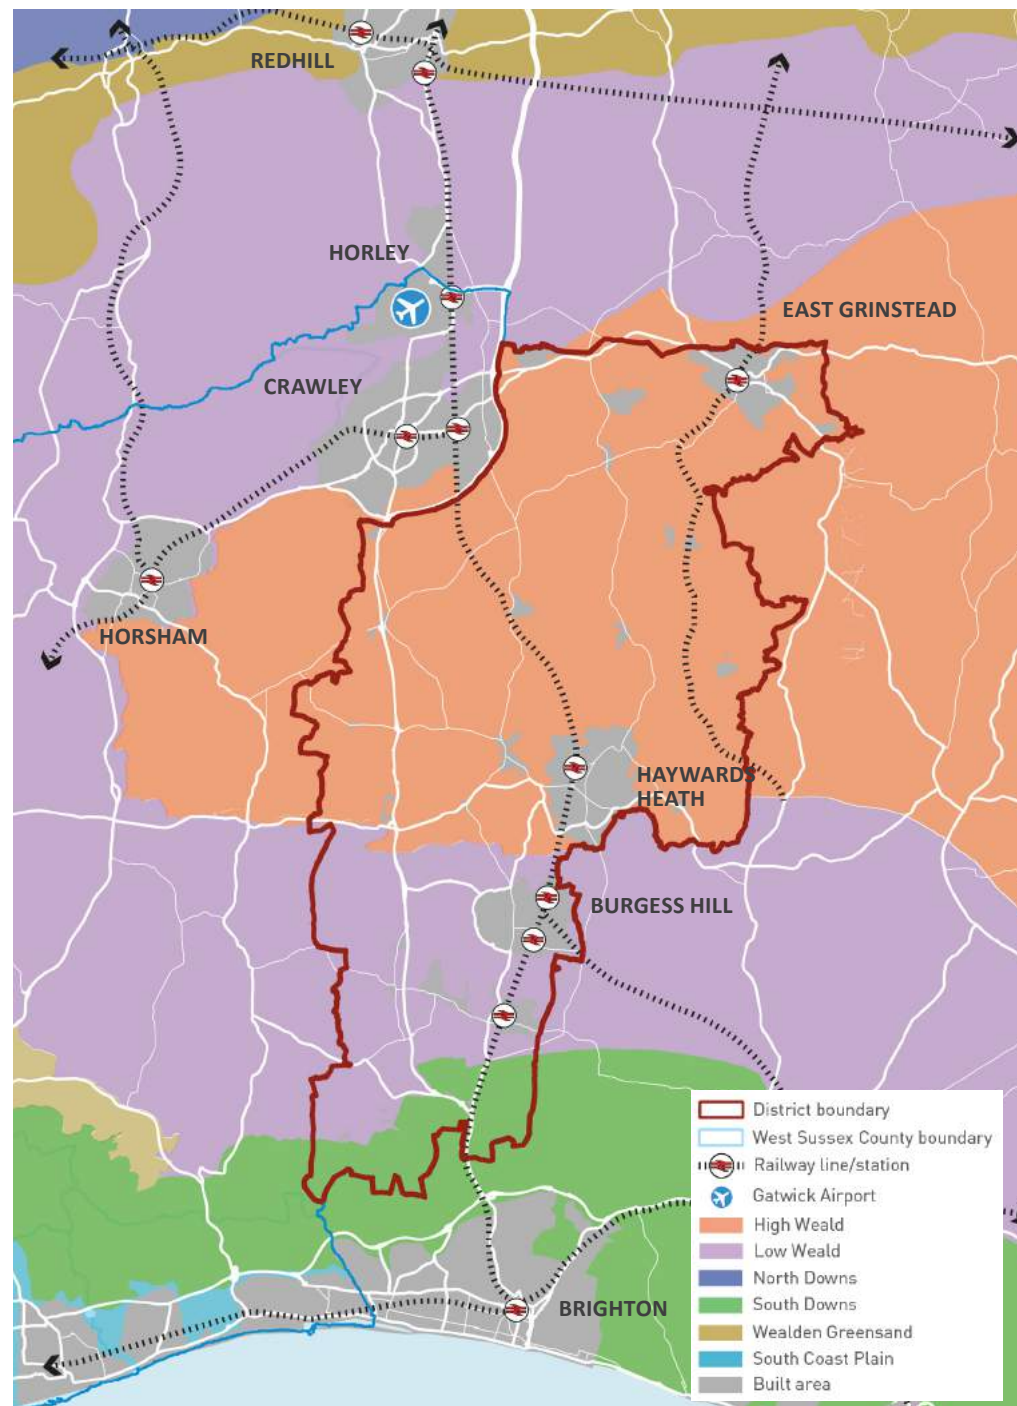 REDHILL
HORLEY
EAST GRINSTEAD
CRAWLEY
HORSHAM
HAYWARDS
HEATH
BURGESS HILL
BRIGHTON
District boundary
West Sussex County boundary
Railway line/station
Gatwick Airport
High Weald
Low Weald
North Downs
South Downs
Wealden Greensand
South Coast Plain
Built area